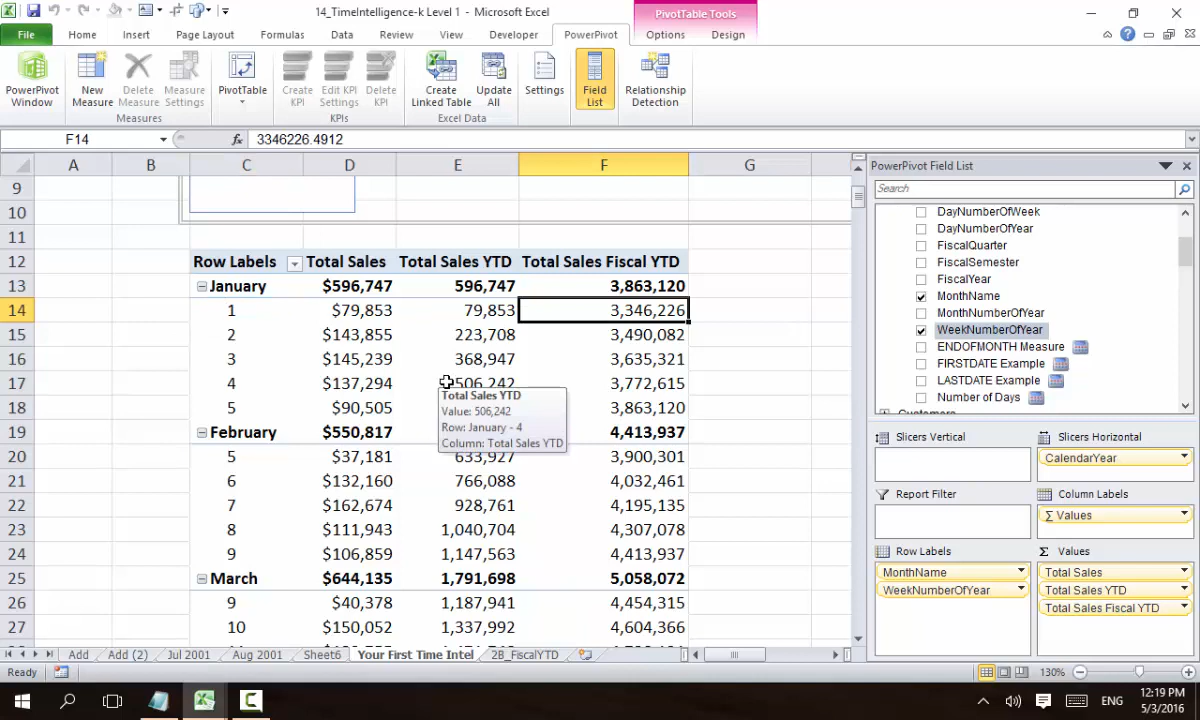 14_TimeIntelligence-k Level 1 - Microsoft Excel
PivotTable Tools
File Home Insert Page Layout Formulas Data Review View Developer PowerPivot Options Design
PowerPivot Window
New Measure
Delete Measure
Measure Settings
Measures
PivotTable
Create KPI
Edit KPI Settings
Delete KPI
KPIs
Create Linked Table
Update All
Excel Data
Settings
Field List
Relationship Detection
F14 fx 3346226.4912
A B C D E F G
9
10
11
12 Row Labels Total Sales Total Sales YTD Total Sales Fiscal YTD
13 January $596,747 596,747 3,863,120
14 1 $79,853 79,853 3,346,226
15 2 $143,855 223,708 3,490,082
16 3 $145,239 368,947 3,635,321
17 4 $137,294 506,242 3,772,615
18 5 $90,505 3,863,120
19 February $550,817 4,413,937
20 5 $37,181 633,927 3,900,301
21 6 $132,160 766,088 4,032,461
22 7 $162,674 928,761 4,195,135
23 8 $111,943 1,040,704 4,307,078
24 9 $106,859 1,147,563 4,413,937
25 March $644,135 1,791,698 5,058,072
26 9 $40,378 1,187,941 4,454,315
27 10 $150,052 1,337,992 4,604,366
Total Sales YTD
Value: 506,242
Row: January - 4
Column: Total Sales YTD
PowerPivot Field List
Search
DayNumberOfWeek
DayNumberOfYear
FiscalQuarter
FiscalSemester
FiscalYear
MonthName
MonthNumberOfYear
WeekNumberOfYear
ENDOFMONTH Measure
FIRSTDATE Example
LASTDATE Example
Number of Days
Slicers Vertical
Slicers Horizontal
CalendarYear
Report Filter
Column Labels
Σ Values
Row Labels
Σ Values
MonthName
WeekNumberOfYear
Total Sales
Total Sales YTD
Total Sales Fiscal YTD
Add Add (2) Jul 2001 Aug 2001 Sheet6 Your First Time Intel 2B_FiscalYTD
Ready 130%
ENG
12:19 PM
5/3/2016